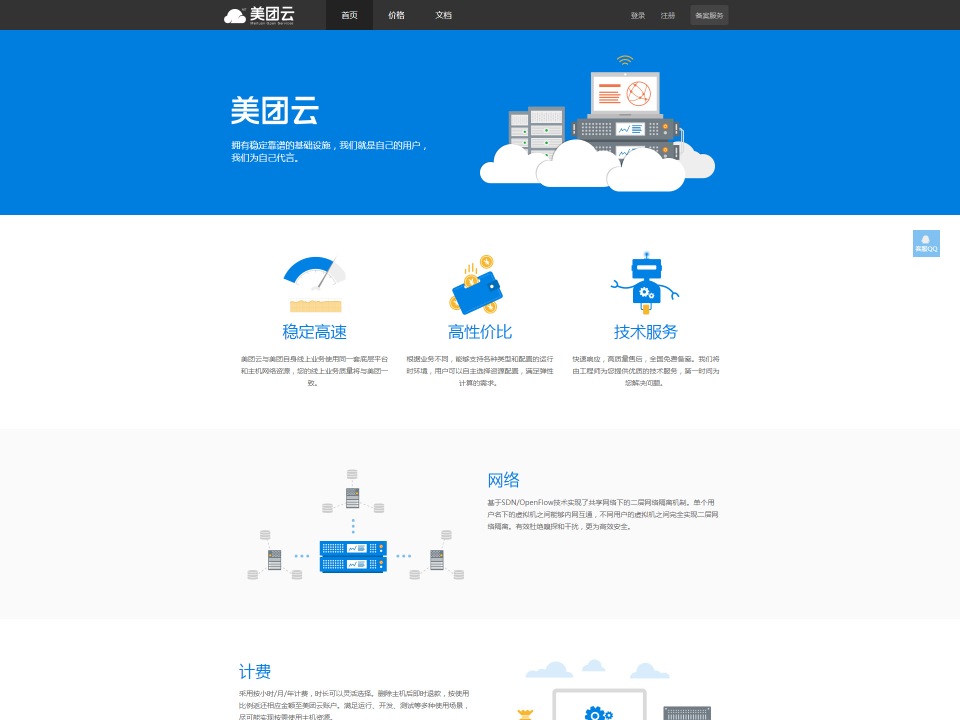 美团云
Meituan Open Services
首页
价格
文档
登录
注册
备案服务
美团云
拥有稳定靠谱的基础设施，我们就是自己的用户，
我们为自己代言。
客服QQ
稳定高速
美团云与美团自身线上业务使用同一套底层平台
和主机网络资源，您的线上业务质量将与美团一
致。
高性价比
根据业务不同，能够支持各种类型和配置的运行
时环境，用户可以自主选择资源配置，满足弹性
计算的需求。
技术服务
快速响应，高质量售后，全国免费备案。我们将
由工程师为您提供优质的技术服务，第一时间为
您解决问题。
网络
基于SDN/OpenFlow技术实现了共享网络下的二层网络隔离机制。单个用
户名下的虚拟机之间能够内网互通，不同用户的虚拟机之间完全实现二层网
络隔离。有效杜绝窥探和干扰，更为高效安全。
计费
采用按小时/月/年计费，时长可以灵活选择。删除主机后即时退款，按使用
比例返还相应金额至美团云账户。满足运行、开发、测试等多种使用场景，
尽可能实现按需使用主机资源。